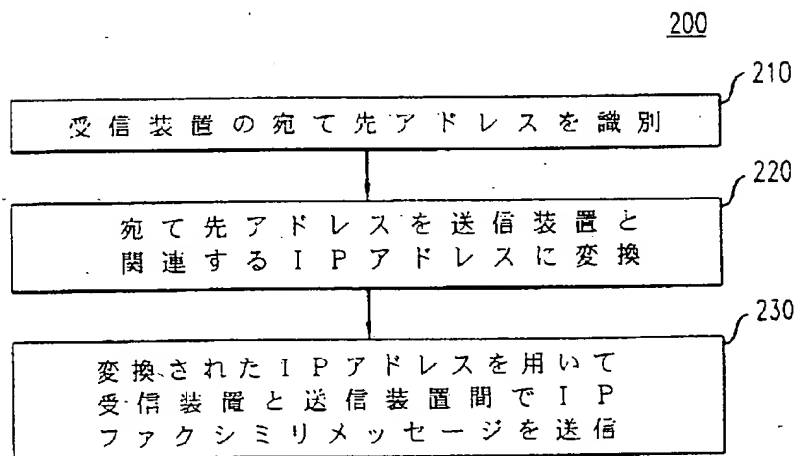 200
210
受信装置の宛て先アドレスを識別
220
宛て先アドレスを送信装置と
関連するIPアドレスに変換
230
変換されたIPアドレスを用いて
受信装置と送信装置間でIP
ファクシミリメッセージを送信